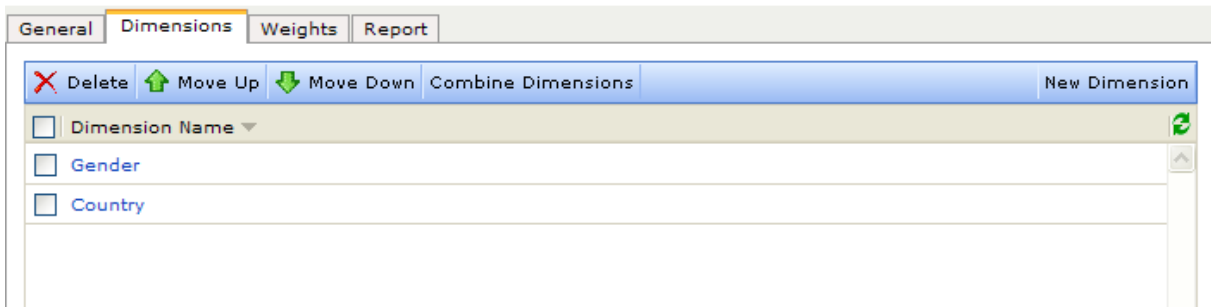 General Dimensions Weights Report
Delete Move Up Move Down Combine Dimensions New Dimension
Dimension Name
Gender
Country